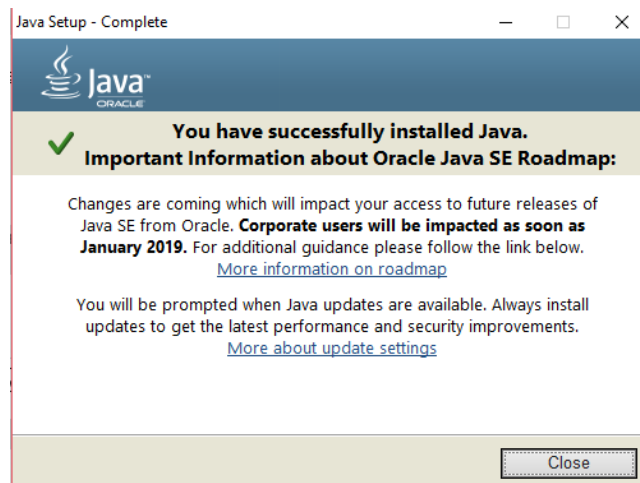 Java Setup - Complete
Java™
ORACLE
You have successfully installed Java.
Important Information about Oracle Java SE Roadmap:
Changes are coming which will impact your access to future releases of
Java SE from Oracle. Corporate users will be impacted as soon as
January 2019. For additional guidance please follow the link below.
More information on roadmap
You will be prompted when Java updates are available. Always install
updates to get the latest performance and security improvements.
More about update settings
Close